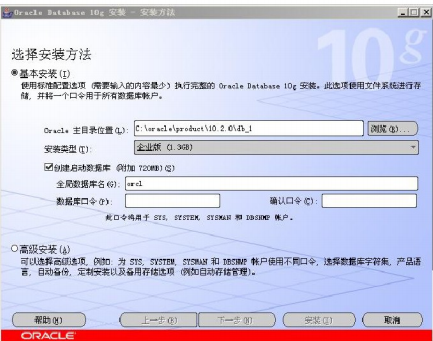 Oracle Database 10g 安装 - 安装方法
10g
选择安装方法
基本安装(I)
使用标准配置选项 (需要输入的内容最少) 执行完整的 Oracle Database 10g 安装。此选项使用文件系统进行存
储, 并将一个口令用于所有数据库帐户。
Oracle 主目录位置(L): C:\oracle\product\10.2.0\db_1 浏览(R)...
安装类型(T): 企业版 (1.3GB)
创建启动数据库 (附加 720MB)(S)
全局数据库名(G): orcl
数据库口令(P): 确认口令(C):
此口令将用于 SYS, SYSTEM, SYSMAN 和 DBSNMP 帐户。
高级安装(A)
可以选择高级选项, 例如: 为 SYS, SYSTEM, SYSMAN 和 DBSNMP 帐户使用不同口令, 选择数据库字符集, 产品语
言, 自动备份, 定制安装以及备用存储选项 (例如自动存储管理)。
帮助(H) 上一步(B) 下一步(N) 安装(I) 取消
ORACLE